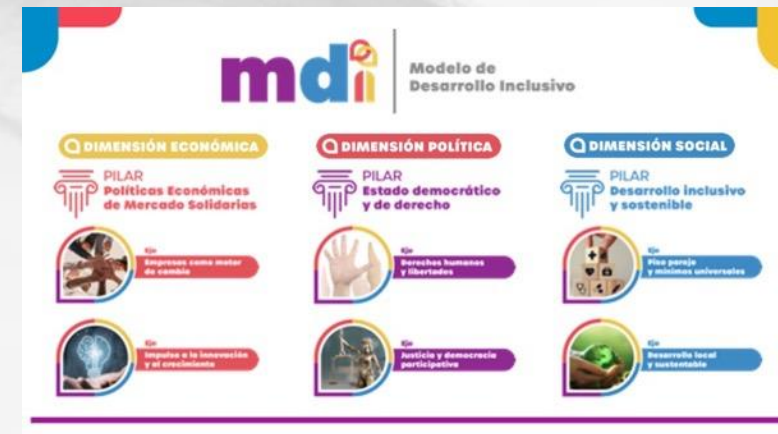 mdi
Modelo de
Desarrollo Inclusivo
DIMENSIÓN ECONÓMICA
PILAR
Políticas Económicas
de Mercado Solidarias
Eje
Empresas como motor
de cambio
Eje
Impulso a la innovación
y el crecimiento
DIMENSIÓN POLÍTICA
PILAR
Estado democrático
y de derecho
Eje
Derechos humanos
y libertades
Eje
Justicia y democracia
participativa
DIMENSIÓN SOCIAL
PILAR
Desarrollo inclusivo
y sostenible
Eje
Piso parejo
y mínimos universales
Eje
Desarrollo local
y sustentable